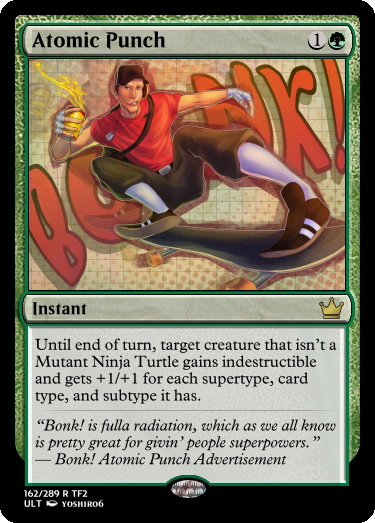 Atomic Punch 1
BONK!
Instant
Until end of turn, target creature that isn't a
Mutant Ninja Turtle gains indestructible
and gets +1/+1 for each supertype, card
type, and subtype it has.
“Bonk! is fulla radiation, which as we all know
is pretty great for givin' people superpowers.”
— Bonk! Atomic Punch Advertisement
162/289 R TF2
ULT YOSHIRO6